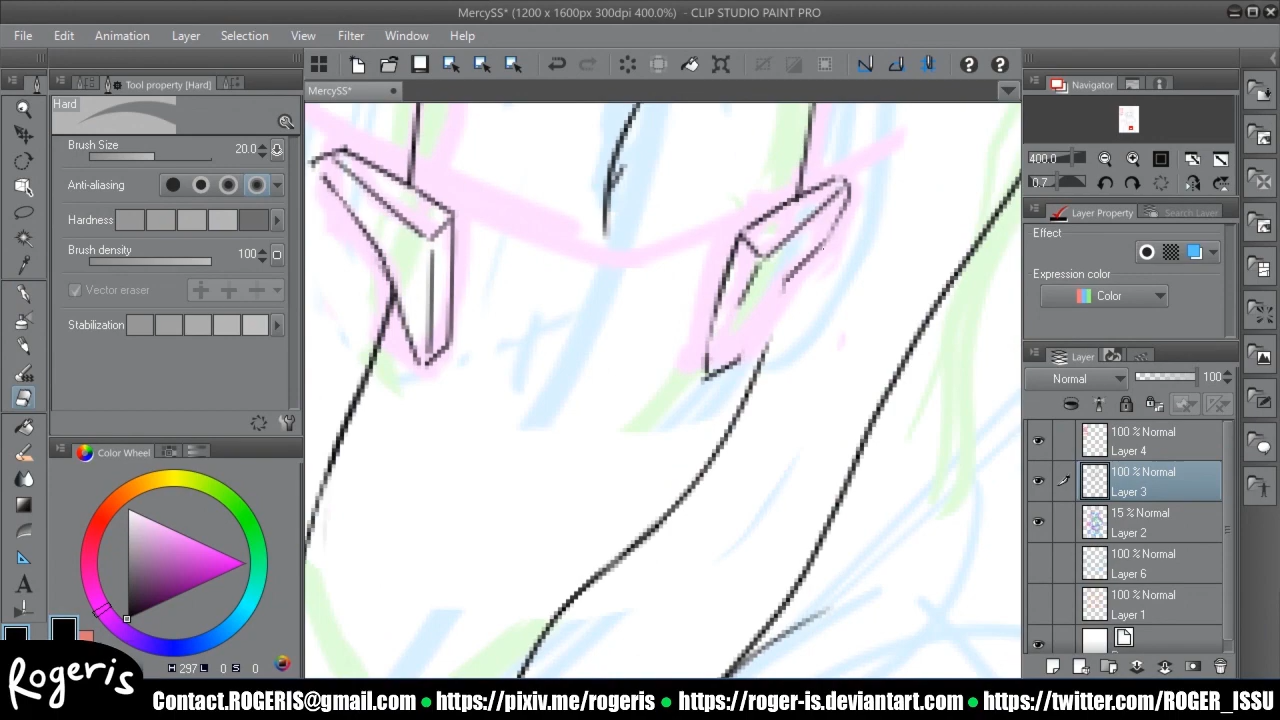 MercySS* (1200 x 1600px 300dpi 400.0%)  - CLIP STUDIO PAINT PRO
File Edit Animation Layer Selection View Filter Window Help
Tool property [Hard]
MercySS*
Navigator
Hard
Brush Size 20.0
Anti-aliasing
Hardness
Brush density 100
Vector eraser
Stabilization
400.0
0.7
Layer Property Search Layer
Effect
Expression color
Color
Layer
Normal 100
100 % Normal
Layer 4
100 % Normal
Layer 3
15 % Normal
Layer 2
100 % Normal
Layer 6
100 % Normal
Layer 1
Color Wheel
H 297 L 0 S 0
Rogeris
Contact.ROGERIS@gmail.com ● https://pixiv.me/rogeris ● https://roger-is.deviantart.com ● https://twitter.com/ROGER_ISSU